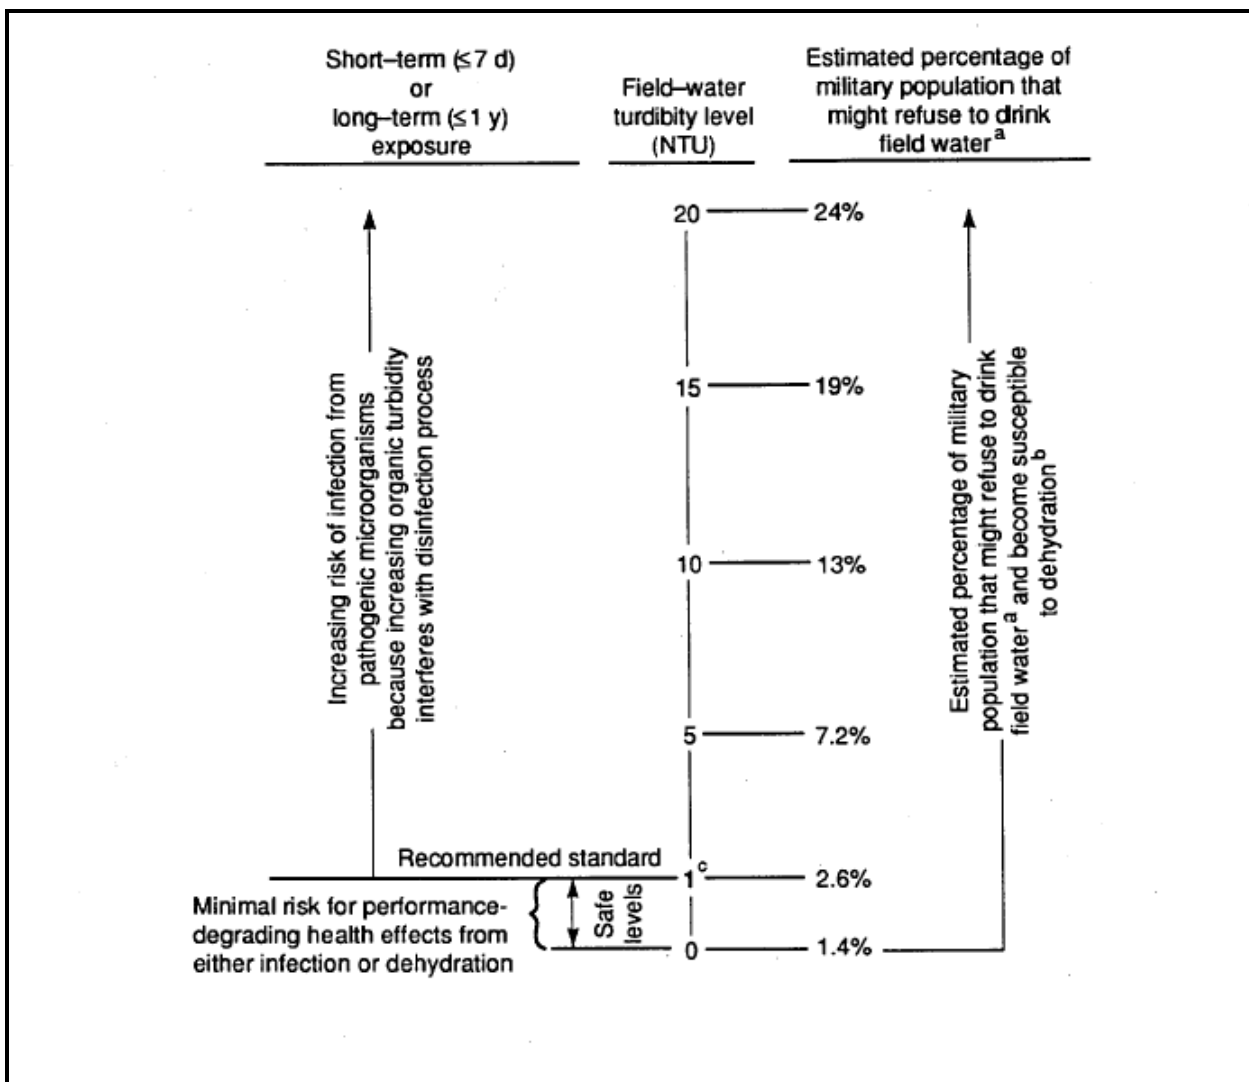 Short–term (≤7 d)
or
long–term (≤1 y)
exposure
Field–water
turdibity level
(NTU)
Estimated percentage of
military population that
might refuse to drink
field water^a
20
24%
15
19%
10
13%
5
7.2%
1^c
2.6%
0
1.4%
Increasing risk of infection from
pathogenic microorganisms
because increasing organic turbidity
interferes with disinfection process
Estimated percentage of military
population that might refuse to drink
field water^a and become susceptible
to dehydration^b
Recommended standard
Minimal risk for performance-
degrading health effects from
either infection or dehydration
Safe
levels